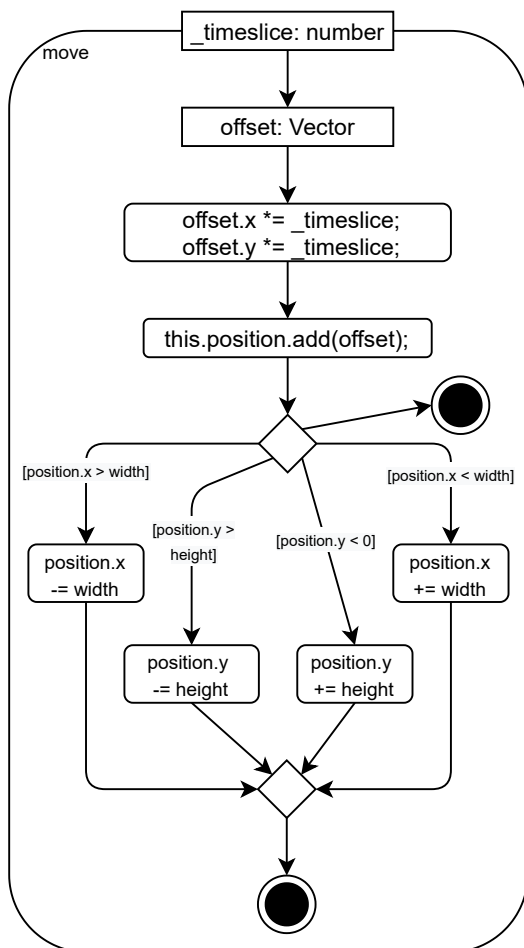 _timeslice: number
move
offset: Vector
offset.x *= _timeslice;
offset.y *= _timeslice;
this.position.add(offset);
[position.x > width]
[position.x < width]
[position.y >
height]
[position.y < 0]
position.x
-= width
position.x
+= width
position.y
-= height
position.y
+= height